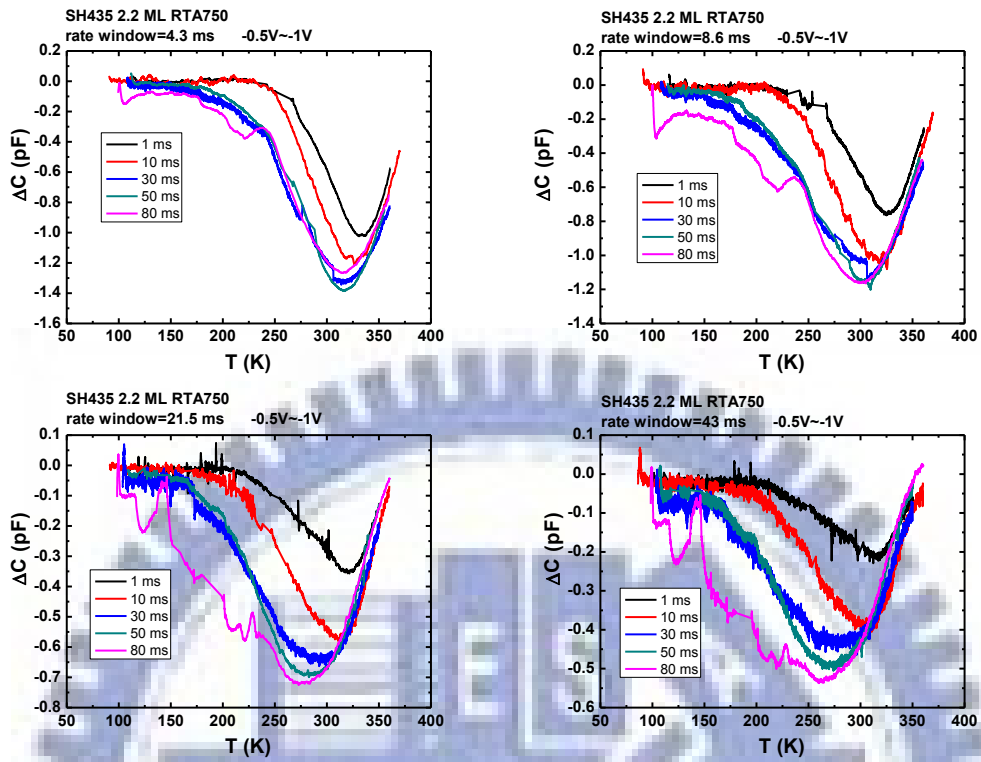 SH435 2.2 ML RTA750
rate window=4.3 ms -0.5V~-1V
0.2
0.0
-0.2
-0.4
-0.6
-0.8
-1.0
-1.2
-1.4
-1.6
ΔC (pF)
1 ms
10 ms
30 ms
50 ms
80 ms
50 100 150 200 250 300 350 400
T (K)
SH435 2.2 ML RTA750
rate window=8.6 ms -0.5V~-1V
0.2
0.0
-0.2
-0.4
-0.6
-0.8
-1.0
-1.2
-1.4
ΔC (pF)
1 ms
10 ms
30 ms
50 ms
80 ms
50 100 150 200 250 300 350 400
T (K)
SH435 2.2 ML RTA750
rate window=21.5 ms -0.5V~-1V
0.1
0.0
-0.1
-0.2
-0.3
-0.4
-0.5
-0.6
-0.7
-0.8
ΔC (pF)
1 ms
10 ms
30 ms
50 ms
80 ms
50 100 150 200 250 300 350 400
T (K)
SH435 2.2 ML RTA750
rate window=43 ms -0.5V~-1V
0.1
0.0
-0.1
-0.2
-0.3
-0.4
-0.5
-0.6
ΔC (pF)
1 ms
10 ms
30 ms
50 ms
80 ms
50 100 150 200 250 300 350 400
T (K)